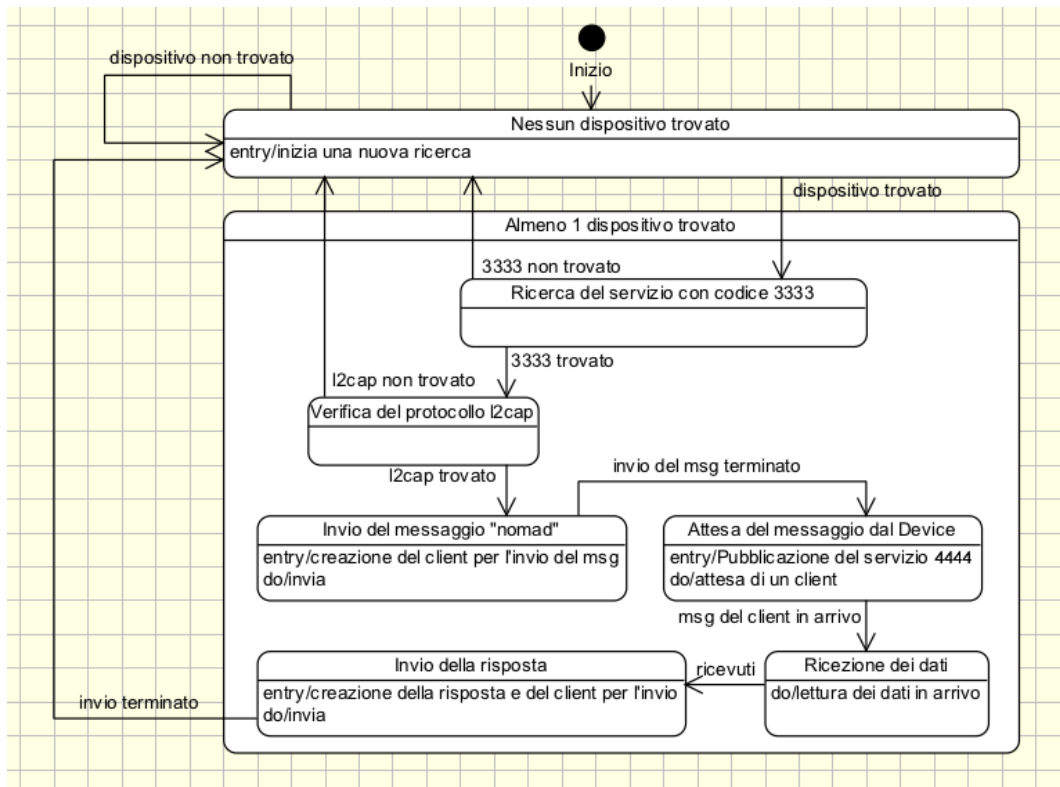 dispositivo non trovato
Inizio
Nessun dispositivo trovato
entry/inizia una nuova ricerca
dispositivo trovato
Almeno 1 dispositivo trovato
3333 non trovato
Ricerca del servizio con codice 3333
3333 trovato
l2cap non trovato
Verifica del protocollo l2cap
l2cap trovato
invio del msg terminato
Invio del messaggio "nomad"
entry/creazione del client per l'invio del msg
do/invia
Attesa del messaggio dal Device
entry/Pubblicazione del servizio 4444
do/attesa di un client
msg del client in arrivo
Invio della risposta
entry/creazione della risposta e del client per l'invio
do/invia
ricevuti
Ricezione dei dati
do/lettura dei dati in arrivo
invio terminato